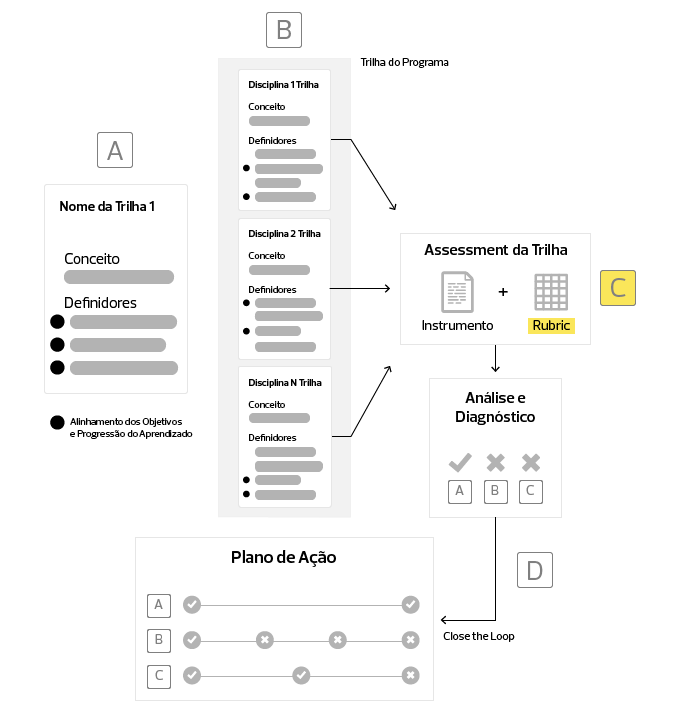 B
Trilha do Programa
Disciplina 1 Trilha
Conceito
Definidores
A
Nome da Trilha 1
Conceito
Definidores
Alinhamento dos Objetivos
e Progressão do Aprizado
Disciplina 2 Trilha
Conceito
Definidores
Disciplina N Trilha
Conceito
Definidores
Assessment da Trilha
+
Instrumento
Rubric
C
Análise e
Diagnóstico
A B C
D
Close the Loop
Plano de Ação
A
B
C